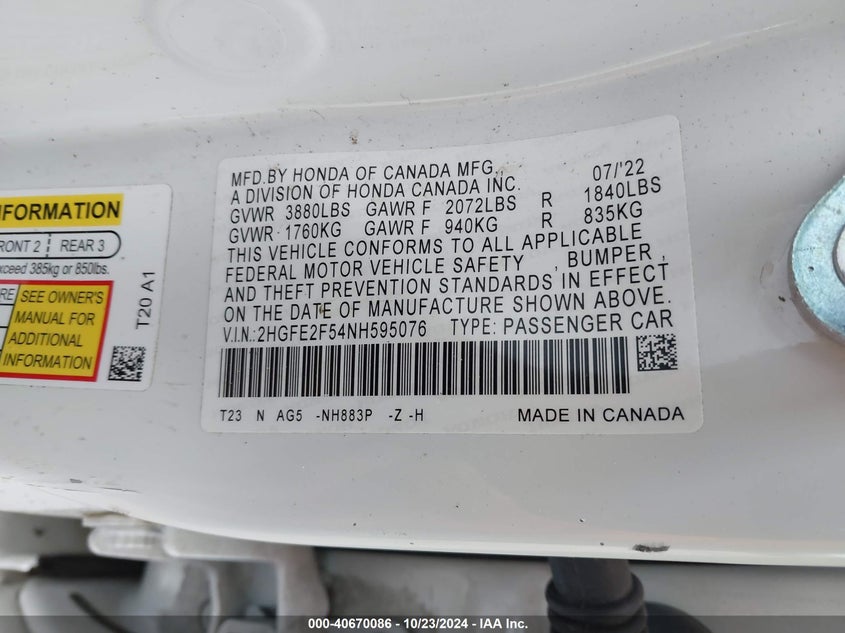 MFD.BY HONDA OF CANADA MFG. 07/'22
A DIVISION OF HONDA CANADA INC.
GVWR 3880LBS GAWR F 2072LBS R 1840LBS
GVWR 1760KG GAWR F 940KG R 835KG
THIS VEHICLE CONFORMS TO ALL APPLICABLE
FEDERAL MOTOR VEHICLE SAFETY , BUMPER ,
AND THEFT PREVENTION STANDARDS IN EFFECT
ON THE DATE OF MANUFACTURE SHOWN ABOVE.
V.I.N.:2HGFE2F54NH595076 TYPE: PASSENGER CAR
T23 N AG5 -NH883P -Z -H MADE IN CANADA
FORMATION
RONT 2 REAR 3
xceed 385kg or 850lbs.
RE SEE OWNER'S
MANUAL FOR
ADDITIONAL
INFORMATION
T20 A1
000-40670086 - 10/23/2024 - IAA Inc.